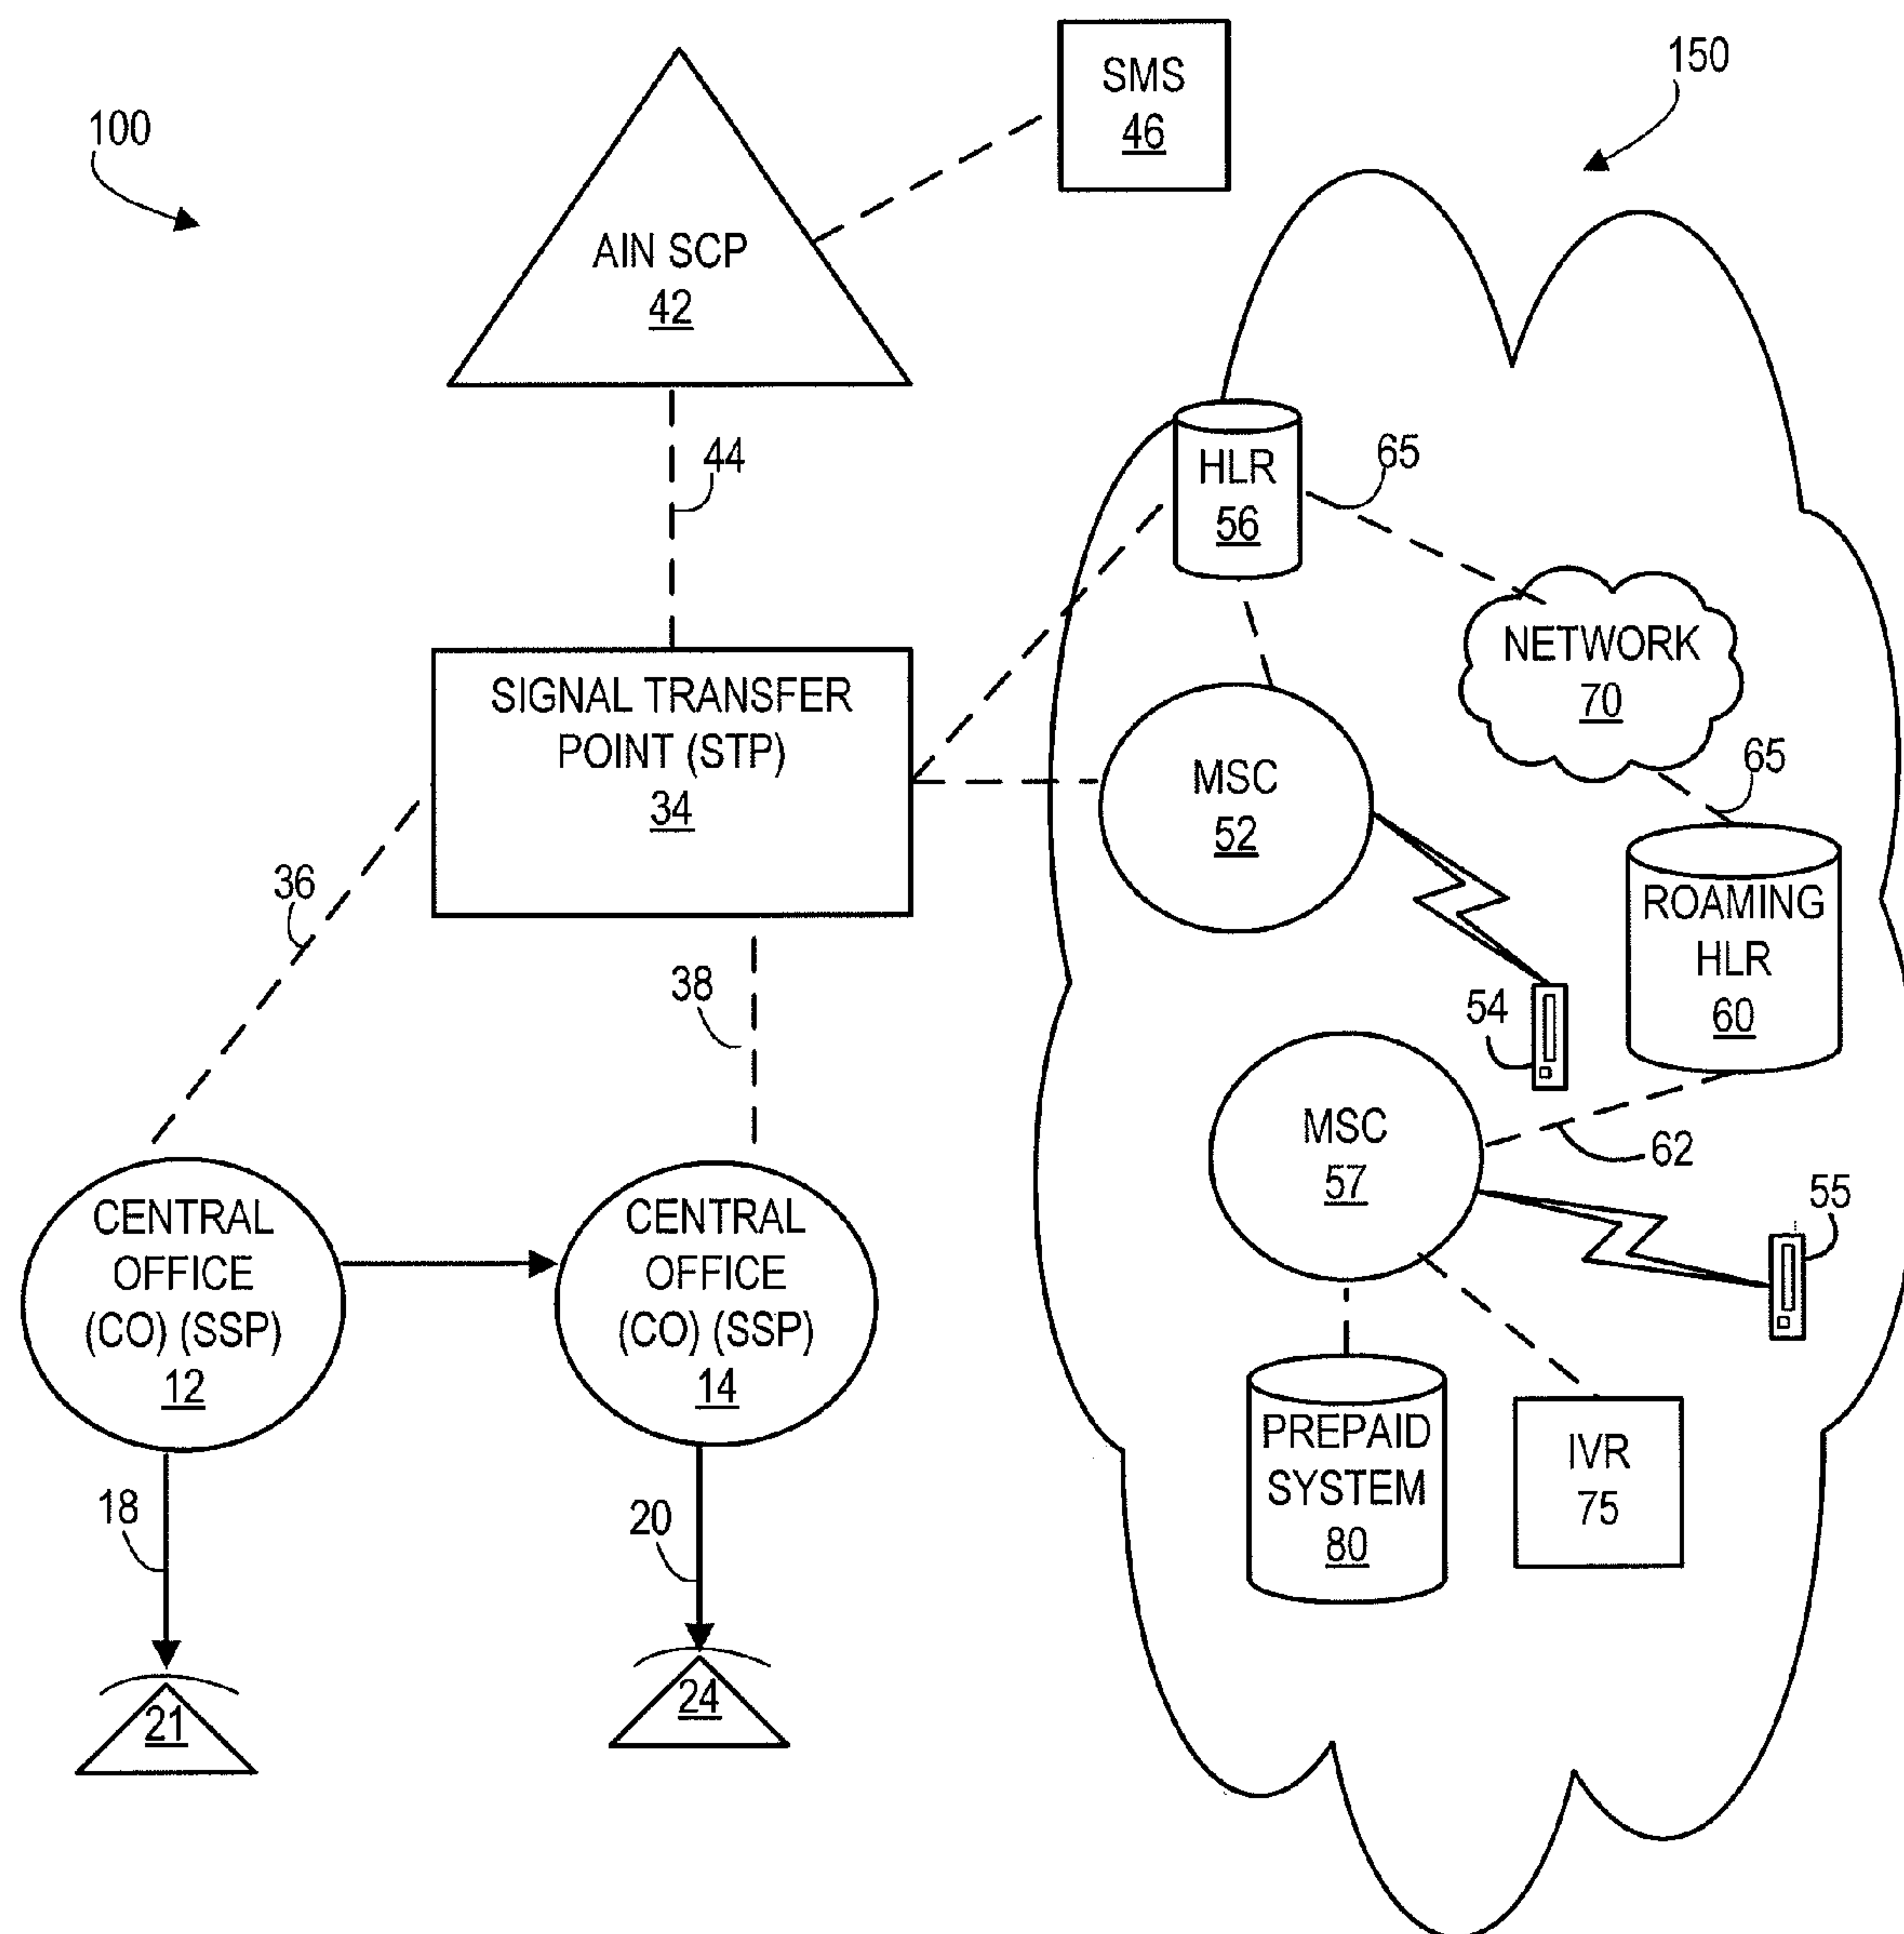 100
150
SMS
46
AIN SCP
42
44
HLR
56
65
NETWORK
70
65
SIGNAL TRANSFER
POINT (STP)
34
MSC
52
36
38
ROAMING
HLR
60
54
MSC
57
62
55
CENTRAL
OFFICE
(CO) (SSP)
12
CENTRAL
OFFICE
(CO) (SSP)
14
PREPAID
SYSTEM
80
IVR
75
18
20
21
24